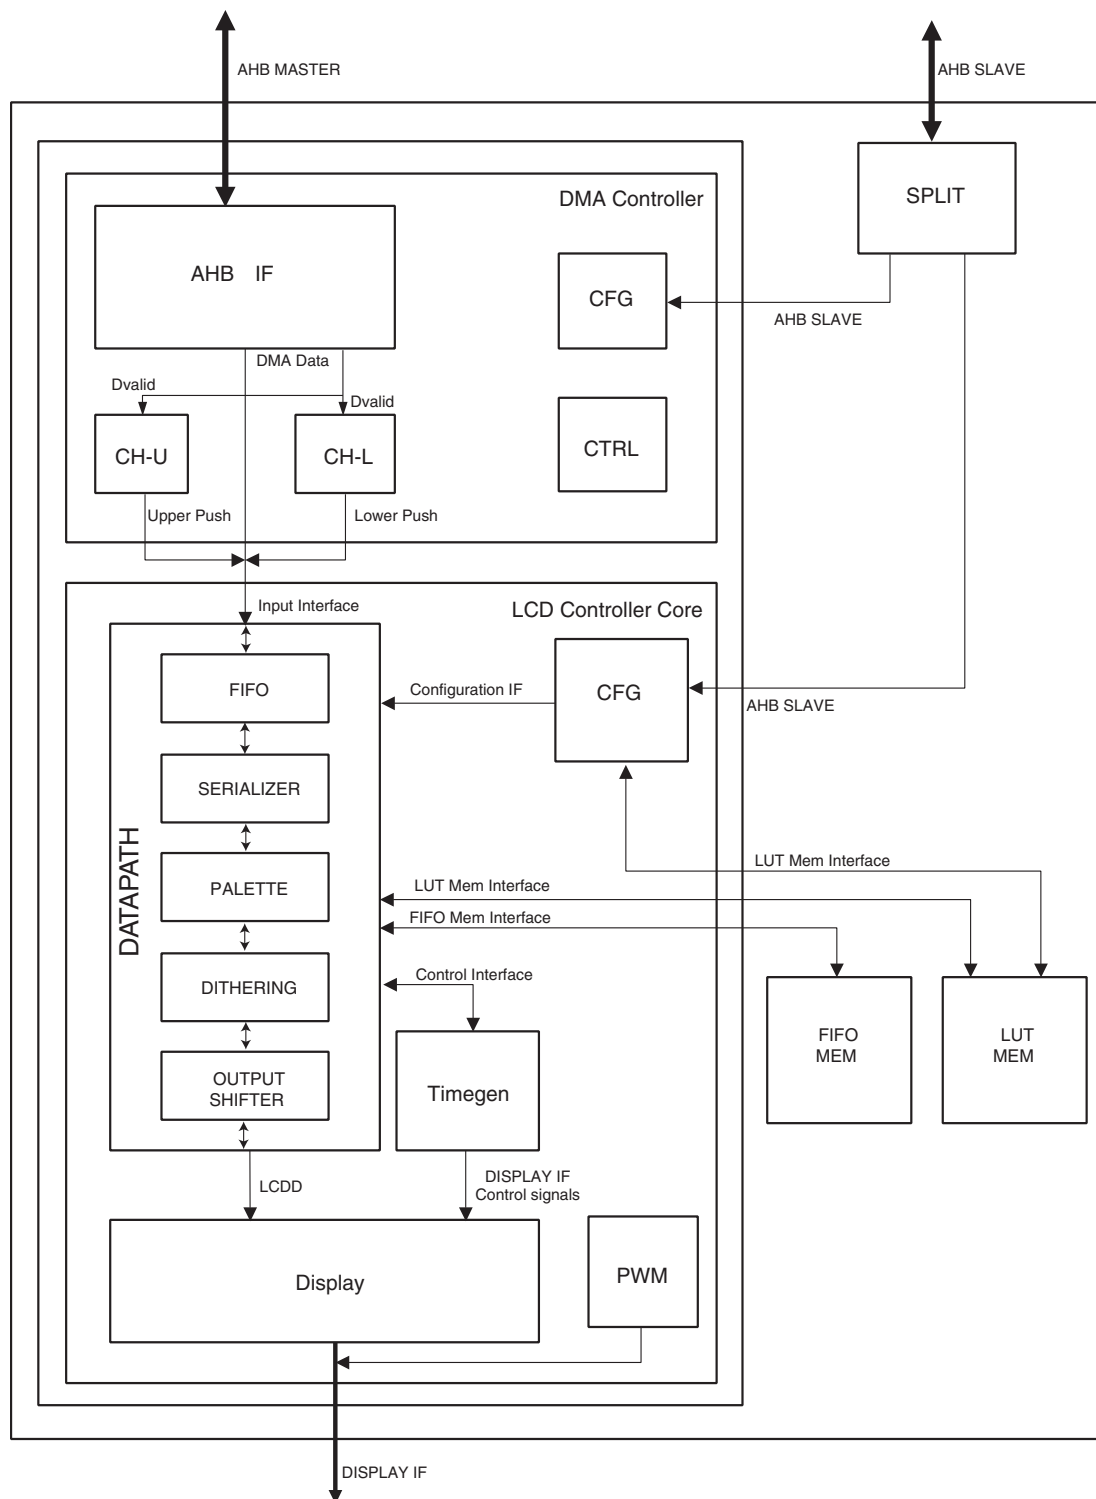 AHB MASTER
AHB SLAVE
DMA Controller
SPLIT
AHB IF
CFG
AHB SLAVE
DMA Data
Dvalid
Dvalid
CH-U
CH-L
CTRL
Upper Push
Lower Push
Input Interface
LCD Controller Core
FIFO
Configuration IF
CFG
AHB SLAVE
SERIALIZER
DATAPATH
PALETTE
LUT Mem Interface
LUT Mem Interface
FIFO Mem Interface
DITHERING
Control Interface
FIFO
MEM
LUT
MEM
OUTPUT
SHIFTER
Timegen
LCDD
DISPLAY IF
Control signals
Display
PWM
DISPLAY IF